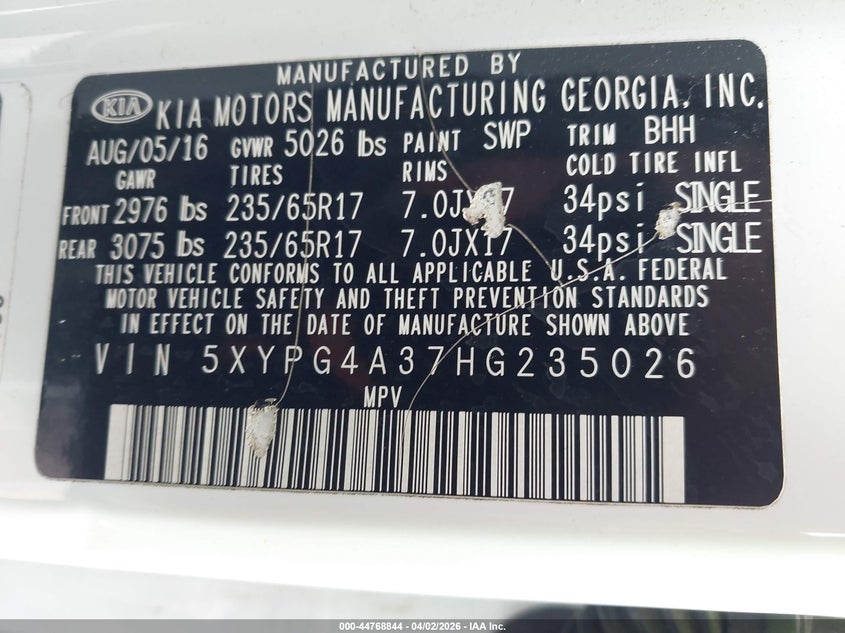 MANUFACTURED BY
KIA KIA MOTORS MANUFACTURING GEORGIA, INC.
AUG/05/16 GVWR 5026 lbs PAINT SWP TRIM BHH
GAWR TIRES RIMS COLD TIRE INFL
FRONT 2976 lbs 235/65R17 7.0JX17 34psi SINGLE
REAR 3075 lbs 235/65R17 7.0JX17 34psi SINGLE
THIS VEHICLE CONFORMS TO ALL APPLICABLE U.S.A. FEDERAL
MOTOR VEHICLE SAFETY AND THEFT PREVENTION STANDARDS
IN EFFECT ON THE DATE OF MANUFACTURE SHOWN ABOVE
VIN 5XYPG4A37HG235026
MPV
000-44768844 - 04/02/2026 - IAA Inc.